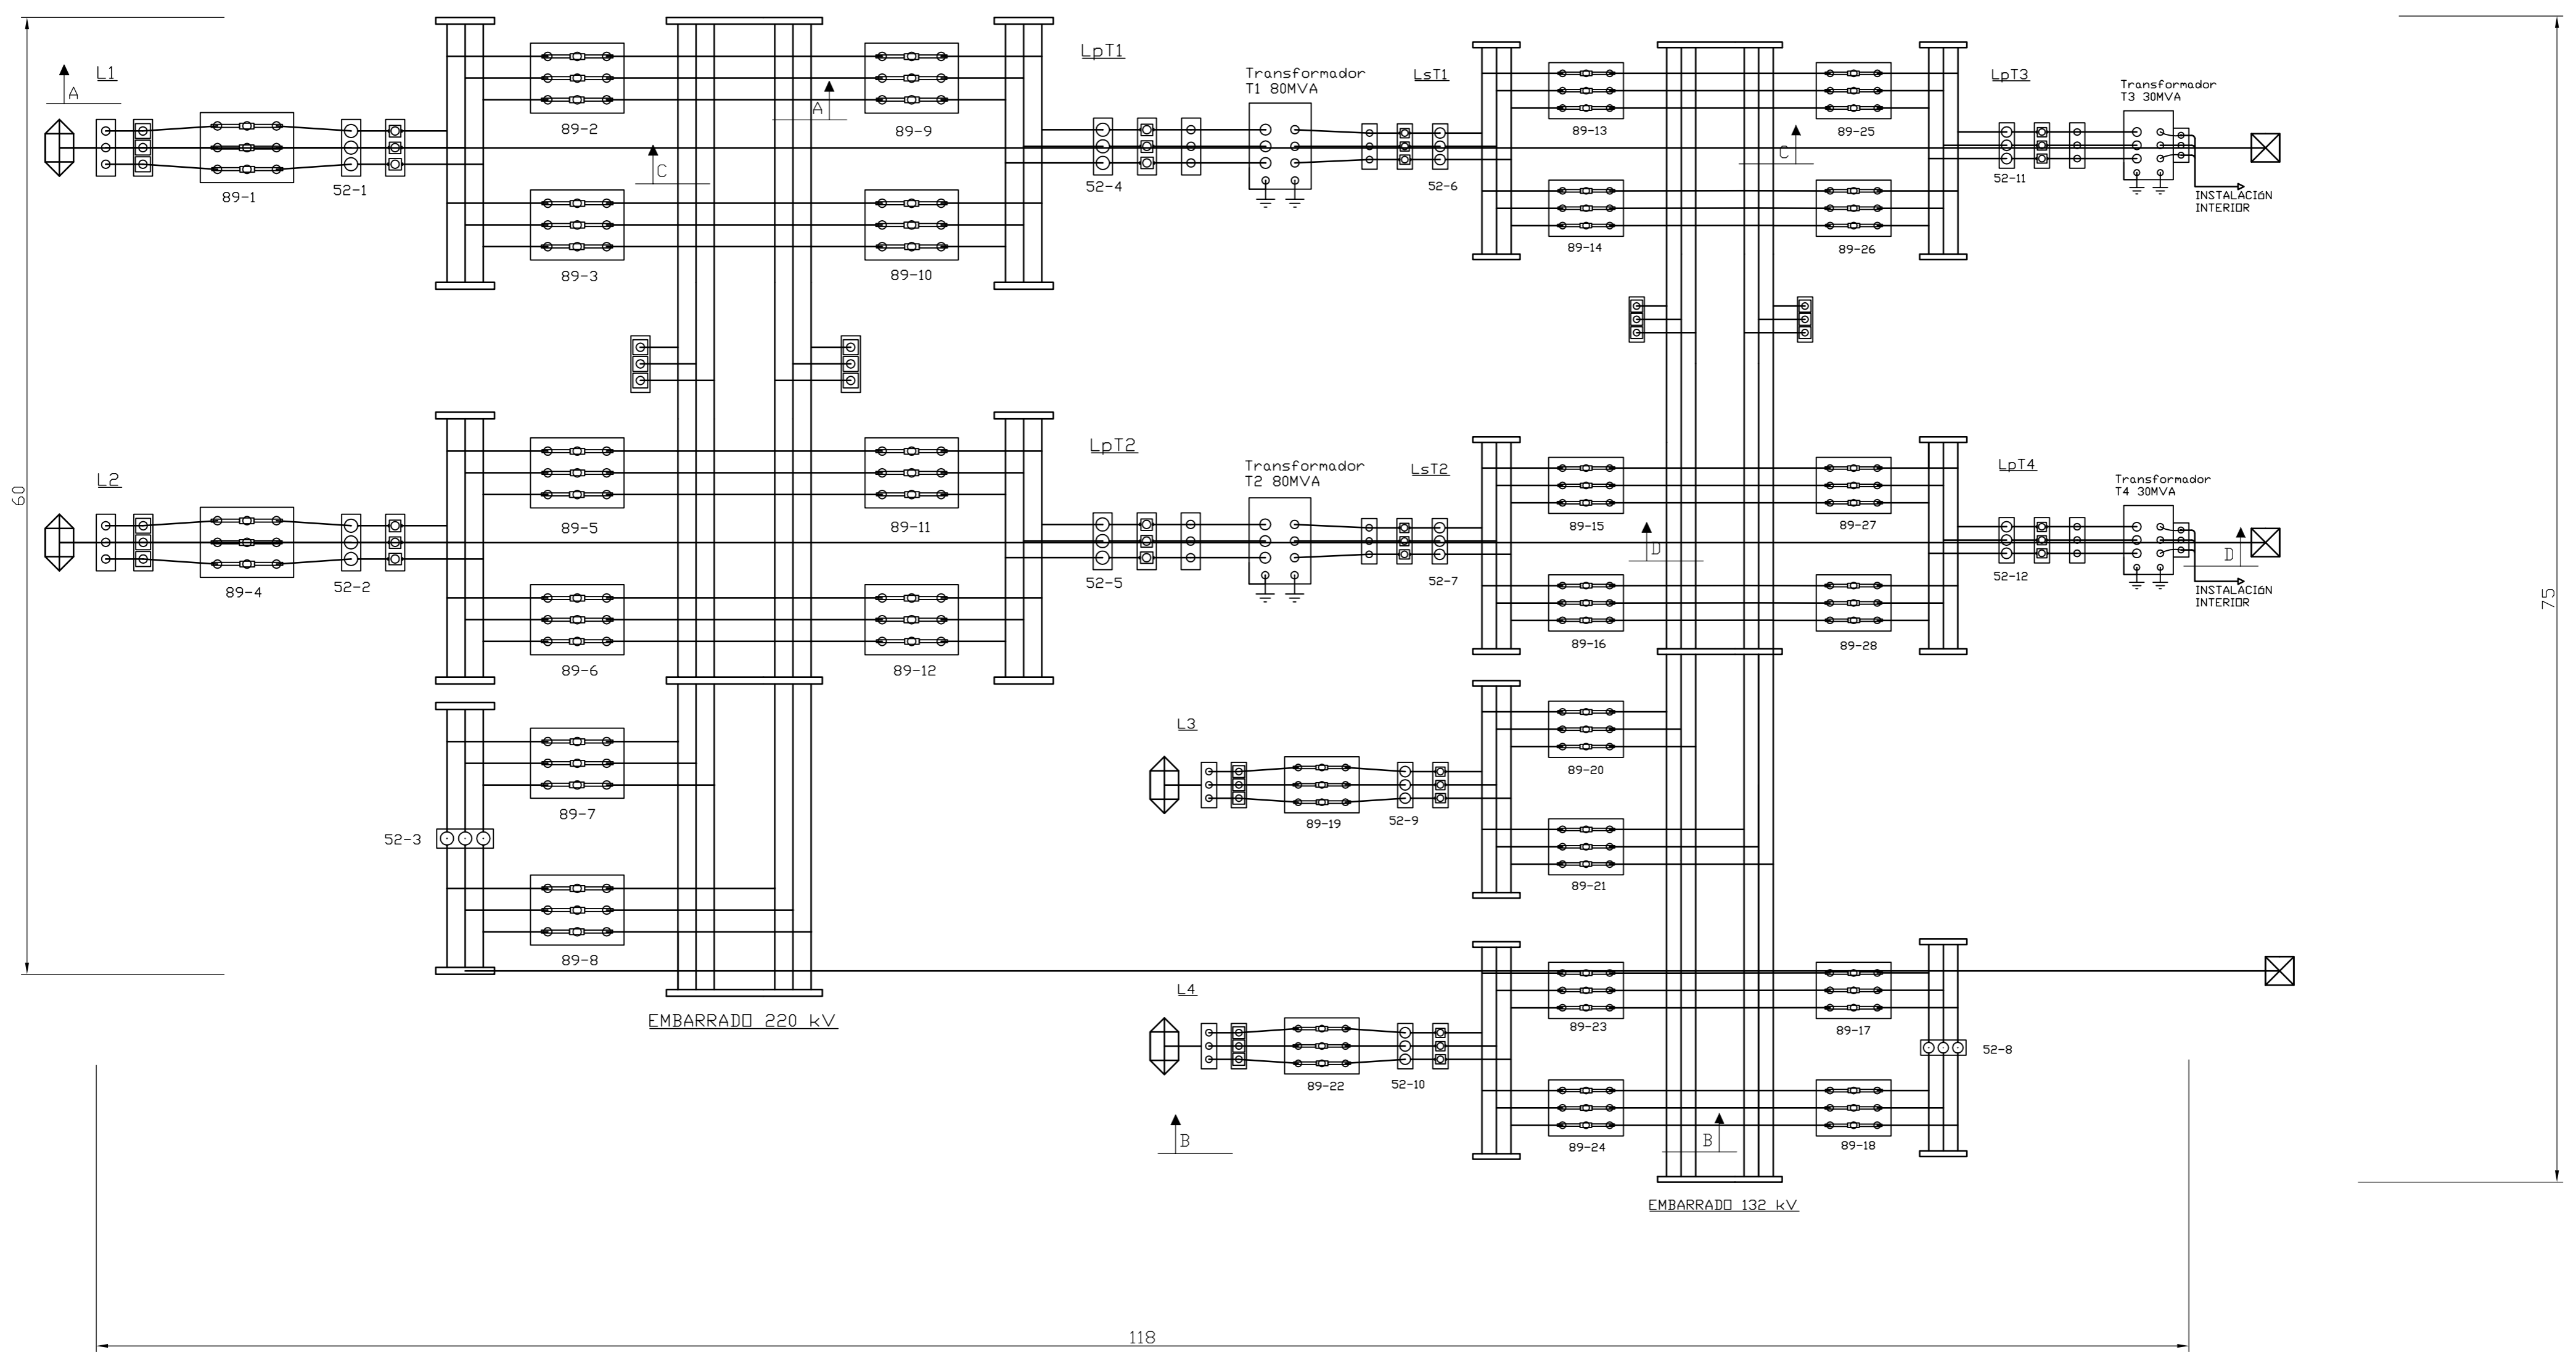 L1
A
89-1
52-1
89-2
89-3
A
C
89-9
89-10
LpT1
52-4
Transformador
T1 80MVA
LsT1
52-6
89-13
89-14
C
89-25
89-26
LpT3
52-11
Transformador
T3 30MVA
INSTALACIóN
INTERIOR
60
L2
89-4
52-2
89-5
89-6
89-11
89-12
LpT2
52-5
Transformador
T2 80MVA
LsT2
52-7
89-15
89-16
D
89-27
89-28
LpT4
52-12
Transformador
T4 30MVA
D
INSTALACIóN
INTERIOR
75
52-3
89-7
89-8
EMBARRADO 220 kV
L3
89-19
52-9
89-20
89-21
L4
89-22
52-10
89-23
89-24
89-17
52-8
89-18
B
B
EMBARRADO 132 kV
118